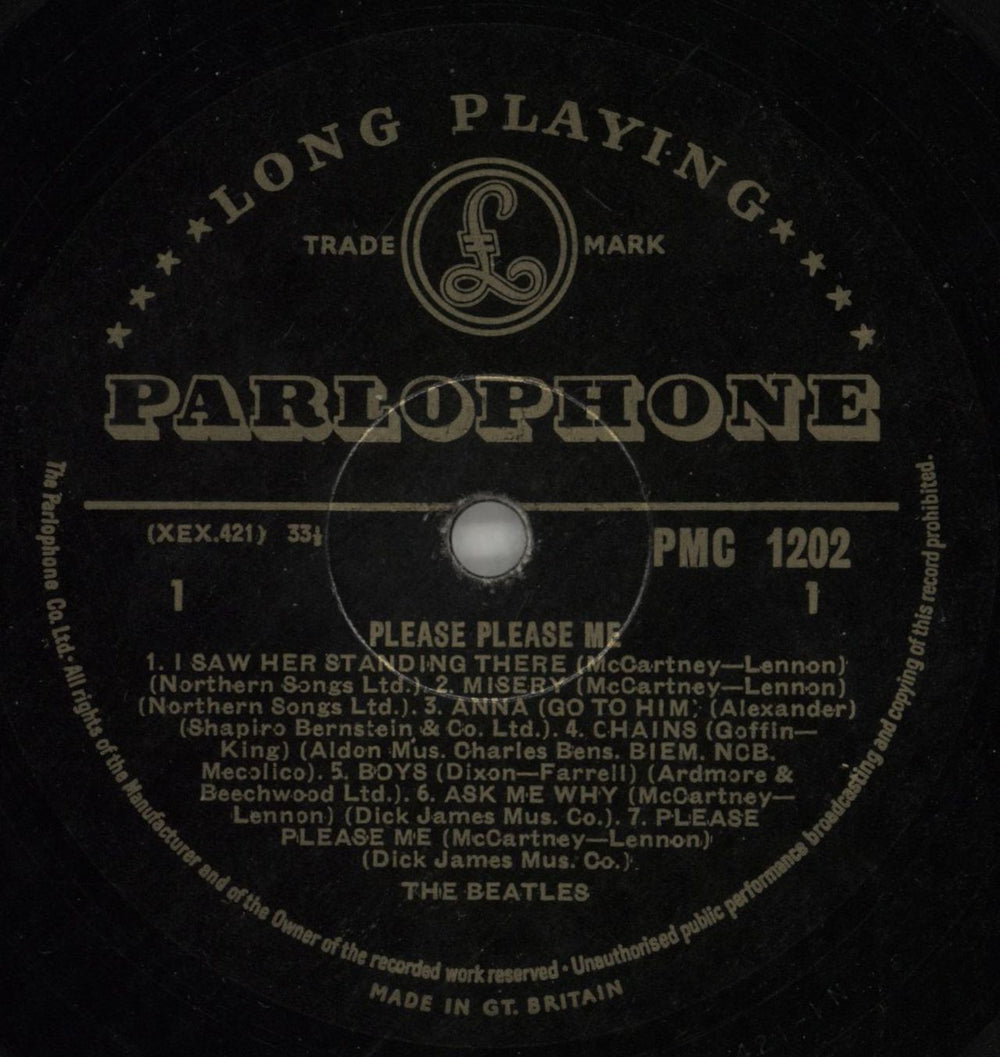 LONG PLAYING
TRADE £ MARK
PARLOPHONE
(XEX.421) 33⅓ PMC 1202
1 1
PLEASE PLEASE ME
1. I SAW HER STANDING THERE (McCartney—Lennon)
(Northern Songs Ltd.). 2. MISERY (McCartney—Lennon)
(Northern Songs Ltd.). 3. ANNA (GO TO HIM) (Alexander)
(Shapiro Bernstein & Co. Ltd.). 4. CHAINS (Goffin—
King) (Aldon Mus. Charles Bens. BIEM. NCB.
Mecolico). 5. BOYS (Dixon—Farrell) (Ardmore &
Beechwood Ltd.). 6. ASK ME WHY (McCartney—
Lennon) (Dick James Mus. Co.). 7. PLEASE
PLEASE ME (McCartney—Lennon)
(Dick James Mus. Co.).
THE BEATLES
The Parlophone Co. Ltd · All rights of the Manufacturer and of the Owner of the recorded work reserved · Unauthorised public performance broadcasting and copying of this record prohibited.
MADE IN GT. BRITAIN